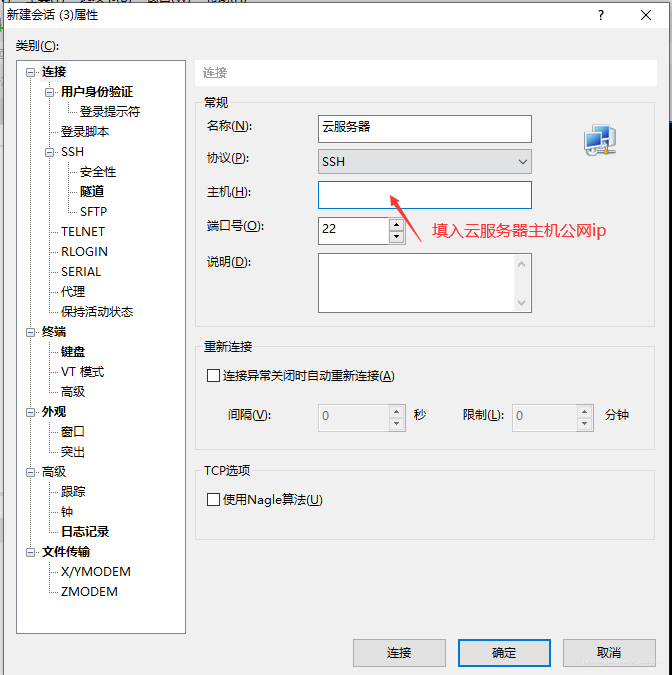 新建会话 (3)属性
类别(C):
连接
用户身份验证
登录提示符
登录脚本
SSH
安全性
隧道
SFTP
TELNET
RLOGIN
SERIAL
代理
保持活动状态
终端
键盘
VT 模式
高级
外观
窗口
突出
高级
跟踪
钟
日志记录
文件传输
X/YMODEM
ZMODEM
连接
常规
名称(N): 云服务器
协议(P): SSH
主机(H):
端口号(O): 22
填入云服务器主机公网ip
说明(D):
重新连接
连接异常关闭时自动重新连接(A)
间隔(V): 0 秒 限制(L): 0 分钟
TCP选项
使用Nagle算法(U)
连接 确定 取消